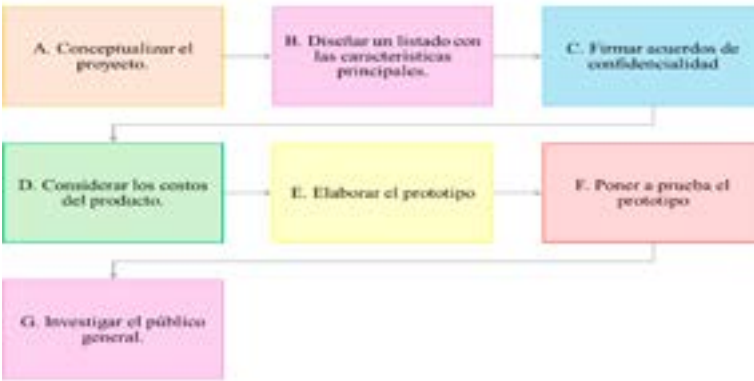 A. Conceptualizar el
proyecto.
B. Diseñar un listado con
las características
principales.
C. Firmar acuerdos de
confidencialidad
D. Considerar los costos
del producto.
E. Elaborar el prototipo
F. Poner a prueba el
prototipo
G. Investigar el público
general.